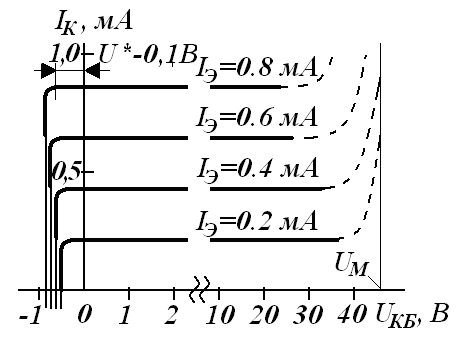 I_К, мА
1,0 U*-0,1В
I_Э=0.8 мА
I_Э=0.6 мА
0,5
I_Э=0.4 мА
I_Э=0.2 мА
U_М
-1 0 1 2 10 20 30 40 U_КБ, В